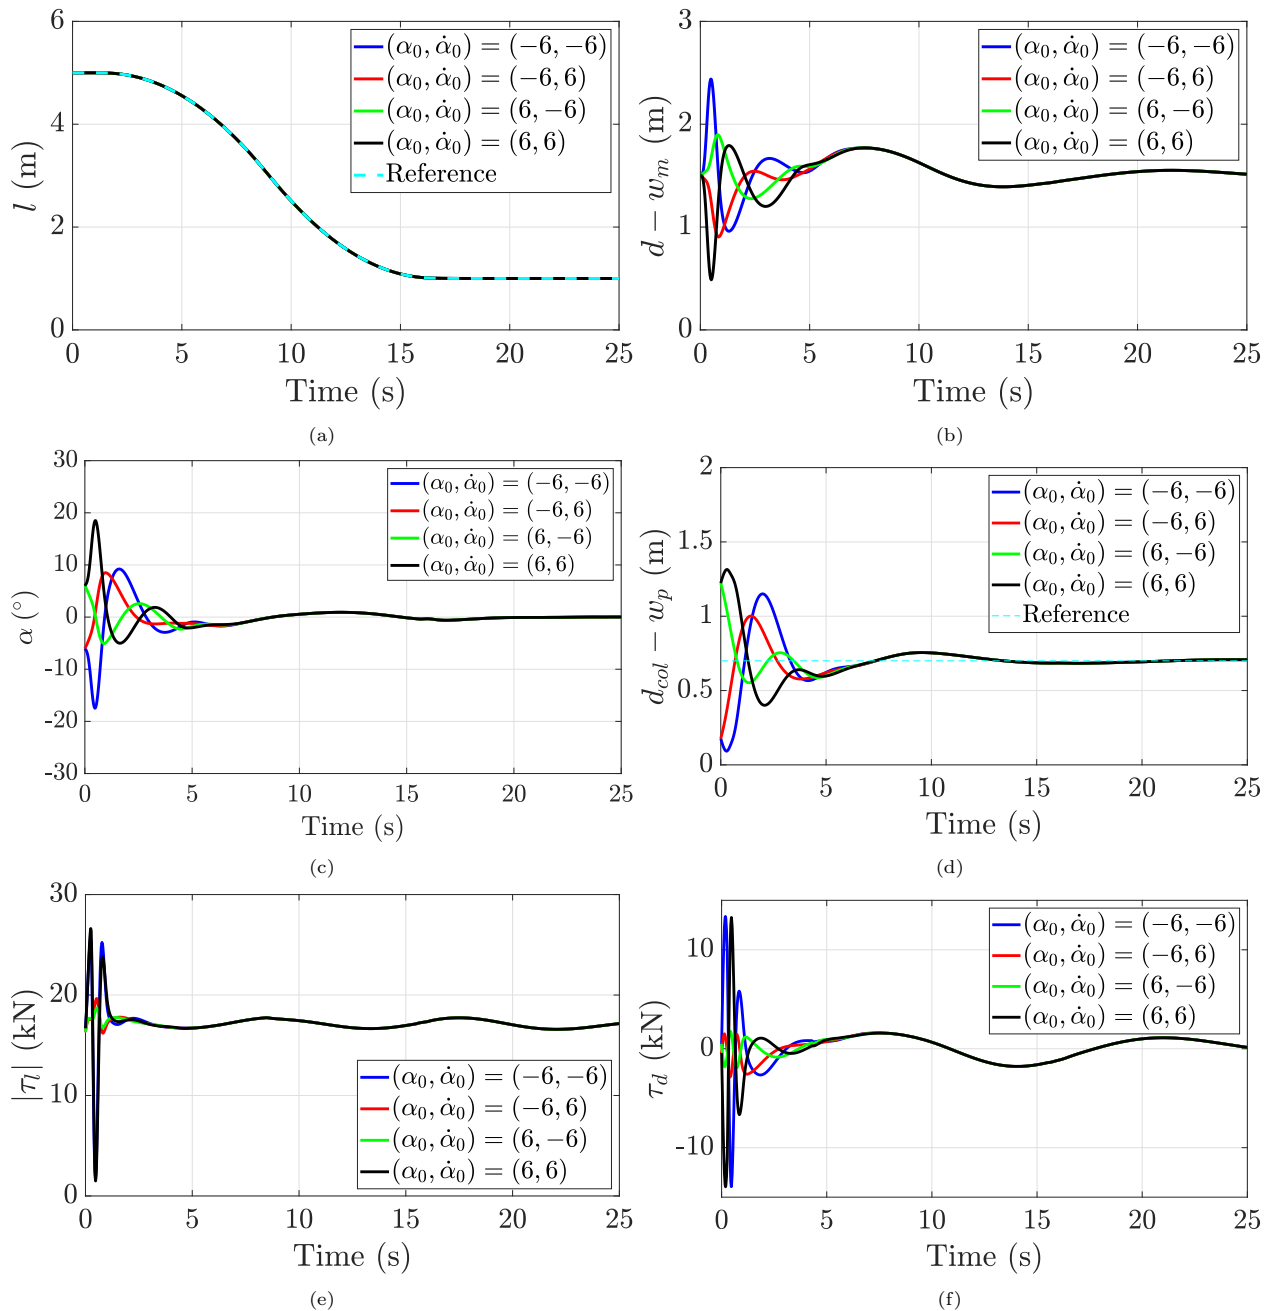 6
4
2
0
l (m)
(α₀, α̇₀) = (−6, −6)
(α₀, α̇₀) = (−6, 6)
(α₀, α̇₀) = (6, −6)
(α₀, α̇₀) = (6, 6)
Reference
0 5 10 15 20 25
Time (s)
(a)
3
2
1
0
d − w_m (m)
(α₀, α̇₀) = (−6, −6)
(α₀, α̇₀) = (−6, 6)
(α₀, α̇₀) = (6, −6)
(α₀, α̇₀) = (6, 6)
0 5 10 15 20 25
Time (s)
(b)
30
20
10
0
-10
-20
-30
α (°)
(α₀, α̇₀) = (−6, −6)
(α₀, α̇₀) = (−6, 6)
(α₀, α̇₀) = (6, −6)
(α₀, α̇₀) = (6, 6)
0 5 10 15 20 25
Time (s)
(c)
2
1.5
1
0.5
0
d_{col} − w_p (m)
(α₀, α̇₀) = (−6, −6)
(α₀, α̇₀) = (−6, 6)
(α₀, α̇₀) = (6, −6)
(α₀, α̇₀) = (6, 6)
Reference
0 5 10 15 20 25
Time (s)
(d)
30
20
10
0
|τ_l| (kN)
(α₀, α̇₀) = (−6, −6)
(α₀, α̇₀) = (−6, 6)
(α₀, α̇₀) = (6, −6)
(α₀, α̇₀) = (6, 6)
0 5 10 15 20 25
Time (s)
(e)
10
0
-10
τ_d (kN)
(α₀, α̇₀) = (−6, −6)
(α₀, α̇₀) = (−6, 6)
(α₀, α̇₀) = (6, −6)
(α₀, α̇₀) = (6, 6)
0 5 10 15 20 25
Time (s)
(f)